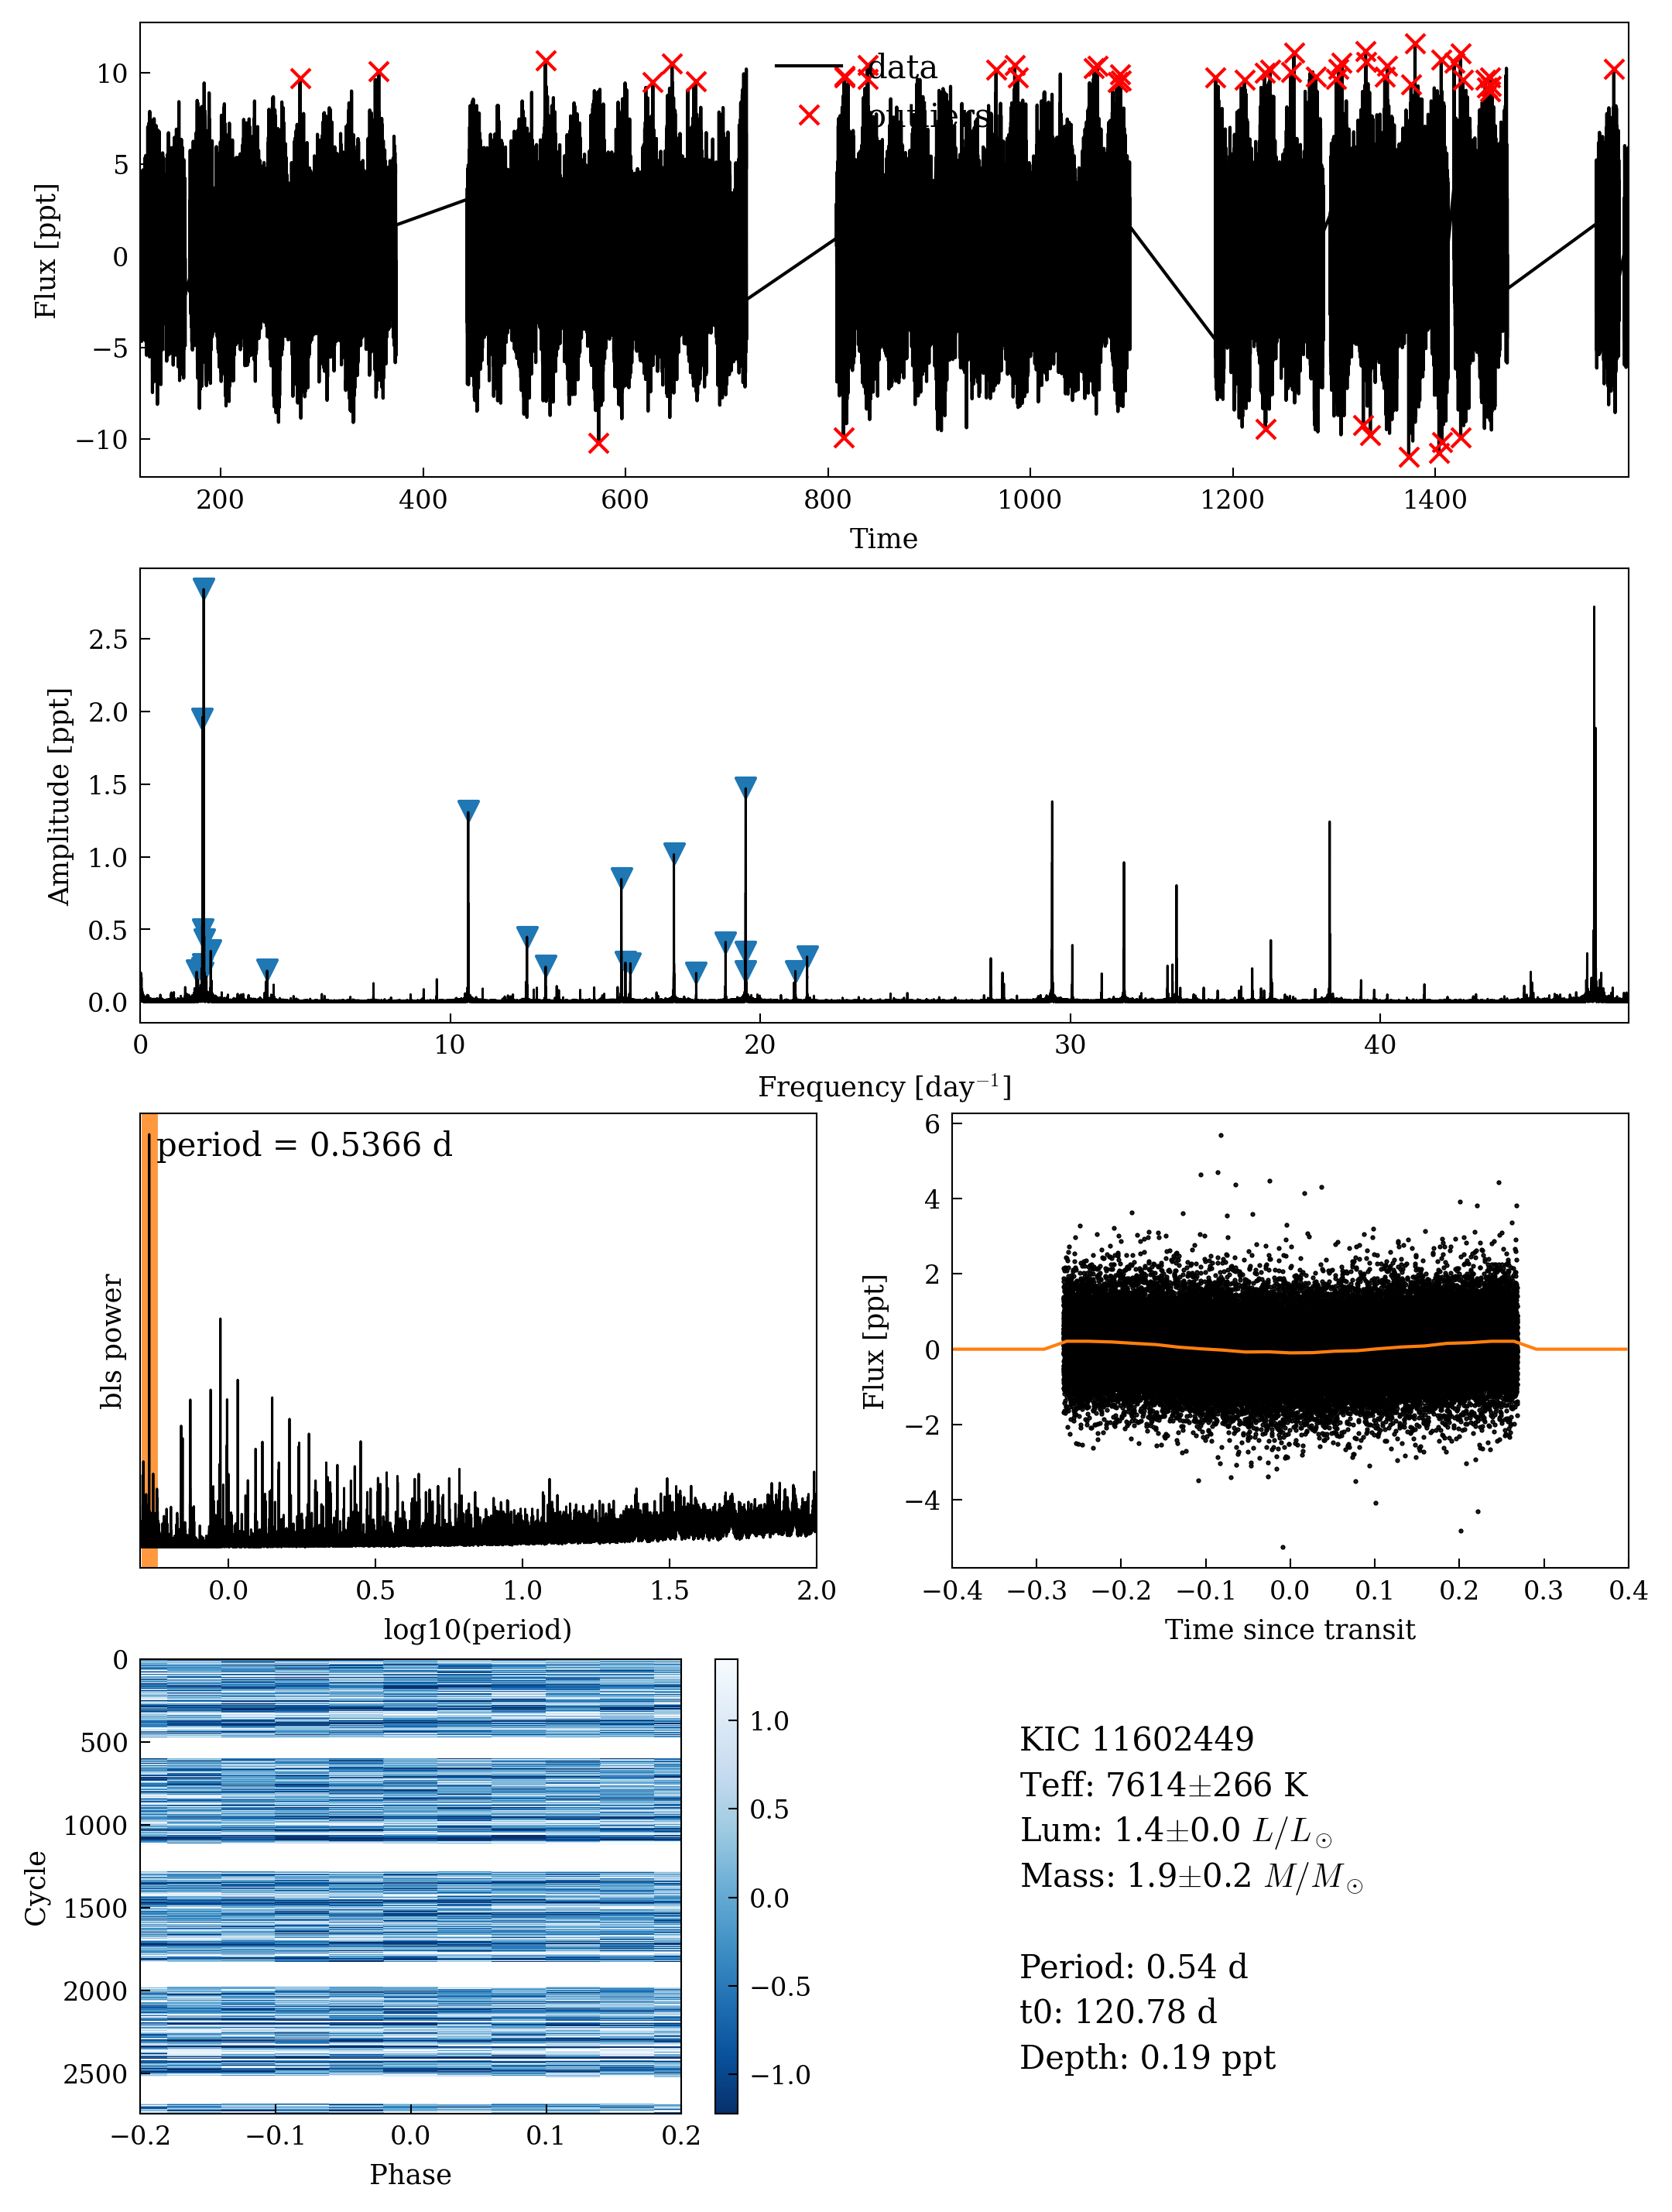 data
outliers
10
5
0
−5
−10
Flux [ppt]
200
400
600
800
1000
1200
1400
Time
2.5
2.0
1.5
1.0
0.5
0.0
Amplitude [ppt]
0
10
20
30
40
Frequency [day⁻¹]
period = 0.5366 d
bls power
0.0
0.5
1.0
1.5
2.0
log10(period)
6
4
2
0
−2
−4
Flux [ppt]
−0.4
−0.3
−0.2
−0.1
0.0
0.1
0.2
0.3
0.4
Time since transit
0
500
1000
1500
2000
2500
Cycle
−0.2
−0.1
0.0
0.1
0.2
Phase
1.0
0.5
0.0
−0.5
−1.0
KIC 11602449
Teff: 7614±266 K
Lum: 1.4±0.0 L/L⊙
Mass: 1.9±0.2 M/M⊙
Period: 0.54 d
t0: 120.78 d
Depth: 0.19 ppt